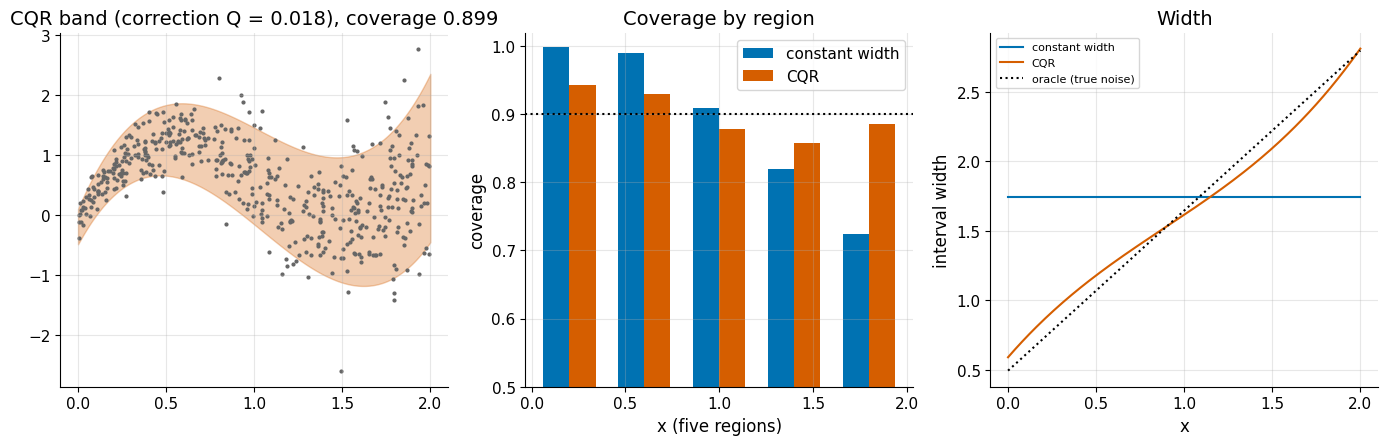 CQR band (correction Q = 0.018), coverage 0.899
3
2
1
0
−1
−2
0.0 0.5 1.0 1.5 2.0
Coverage by region
constant width
CQR
coverage
1.0
0.9
0.8
0.7
0.6
0.5
0.0 0.5 1.0 1.5 2.0
x (five regions)
Width
constant width
CQR
oracle (true noise)
interval width
2.5
2.0
1.5
1.0
0.5
0.0 0.5 1.0 1.5 2.0
x